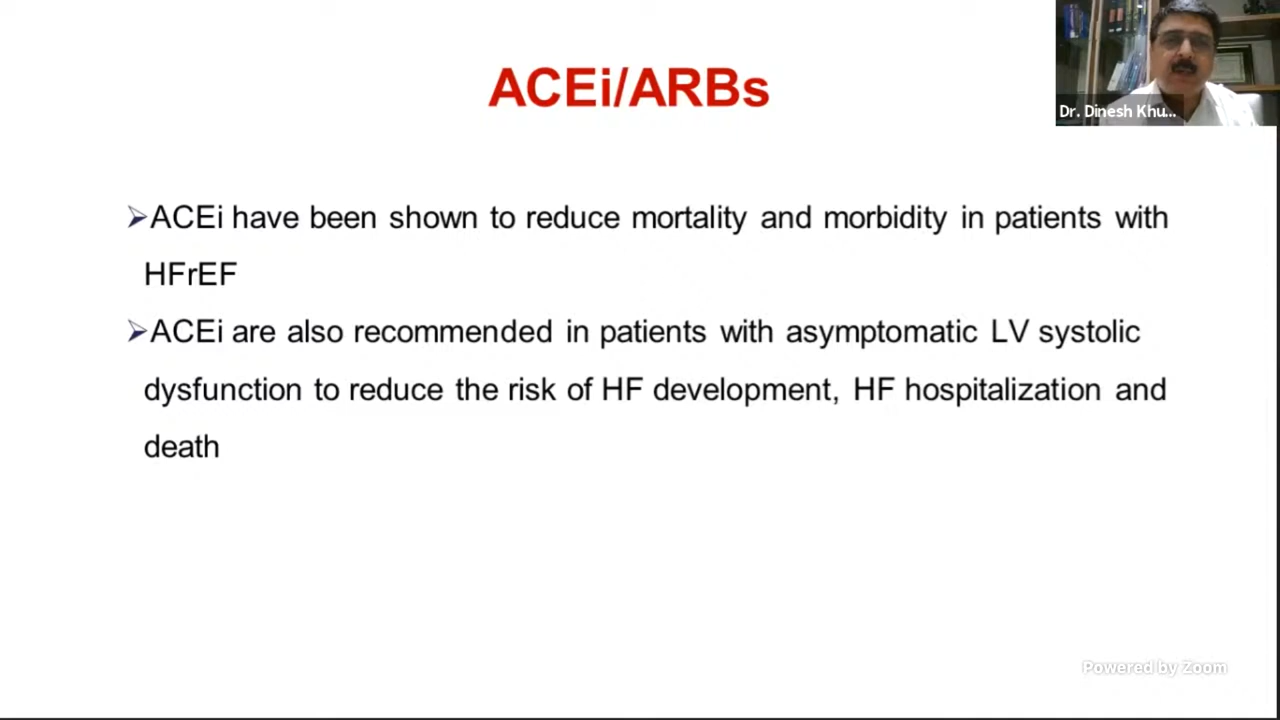 ACEi/ARBs
Dr. Dinesh Khu...
➢ACEi have been shown to reduce mortality and morbidity in patients with
HFrEF
➢ACEi are also recommended in patients with asymptomatic LV systolic
dysfunction to reduce the risk of HF development, HF hospitalization and
death
Powered by Zoom